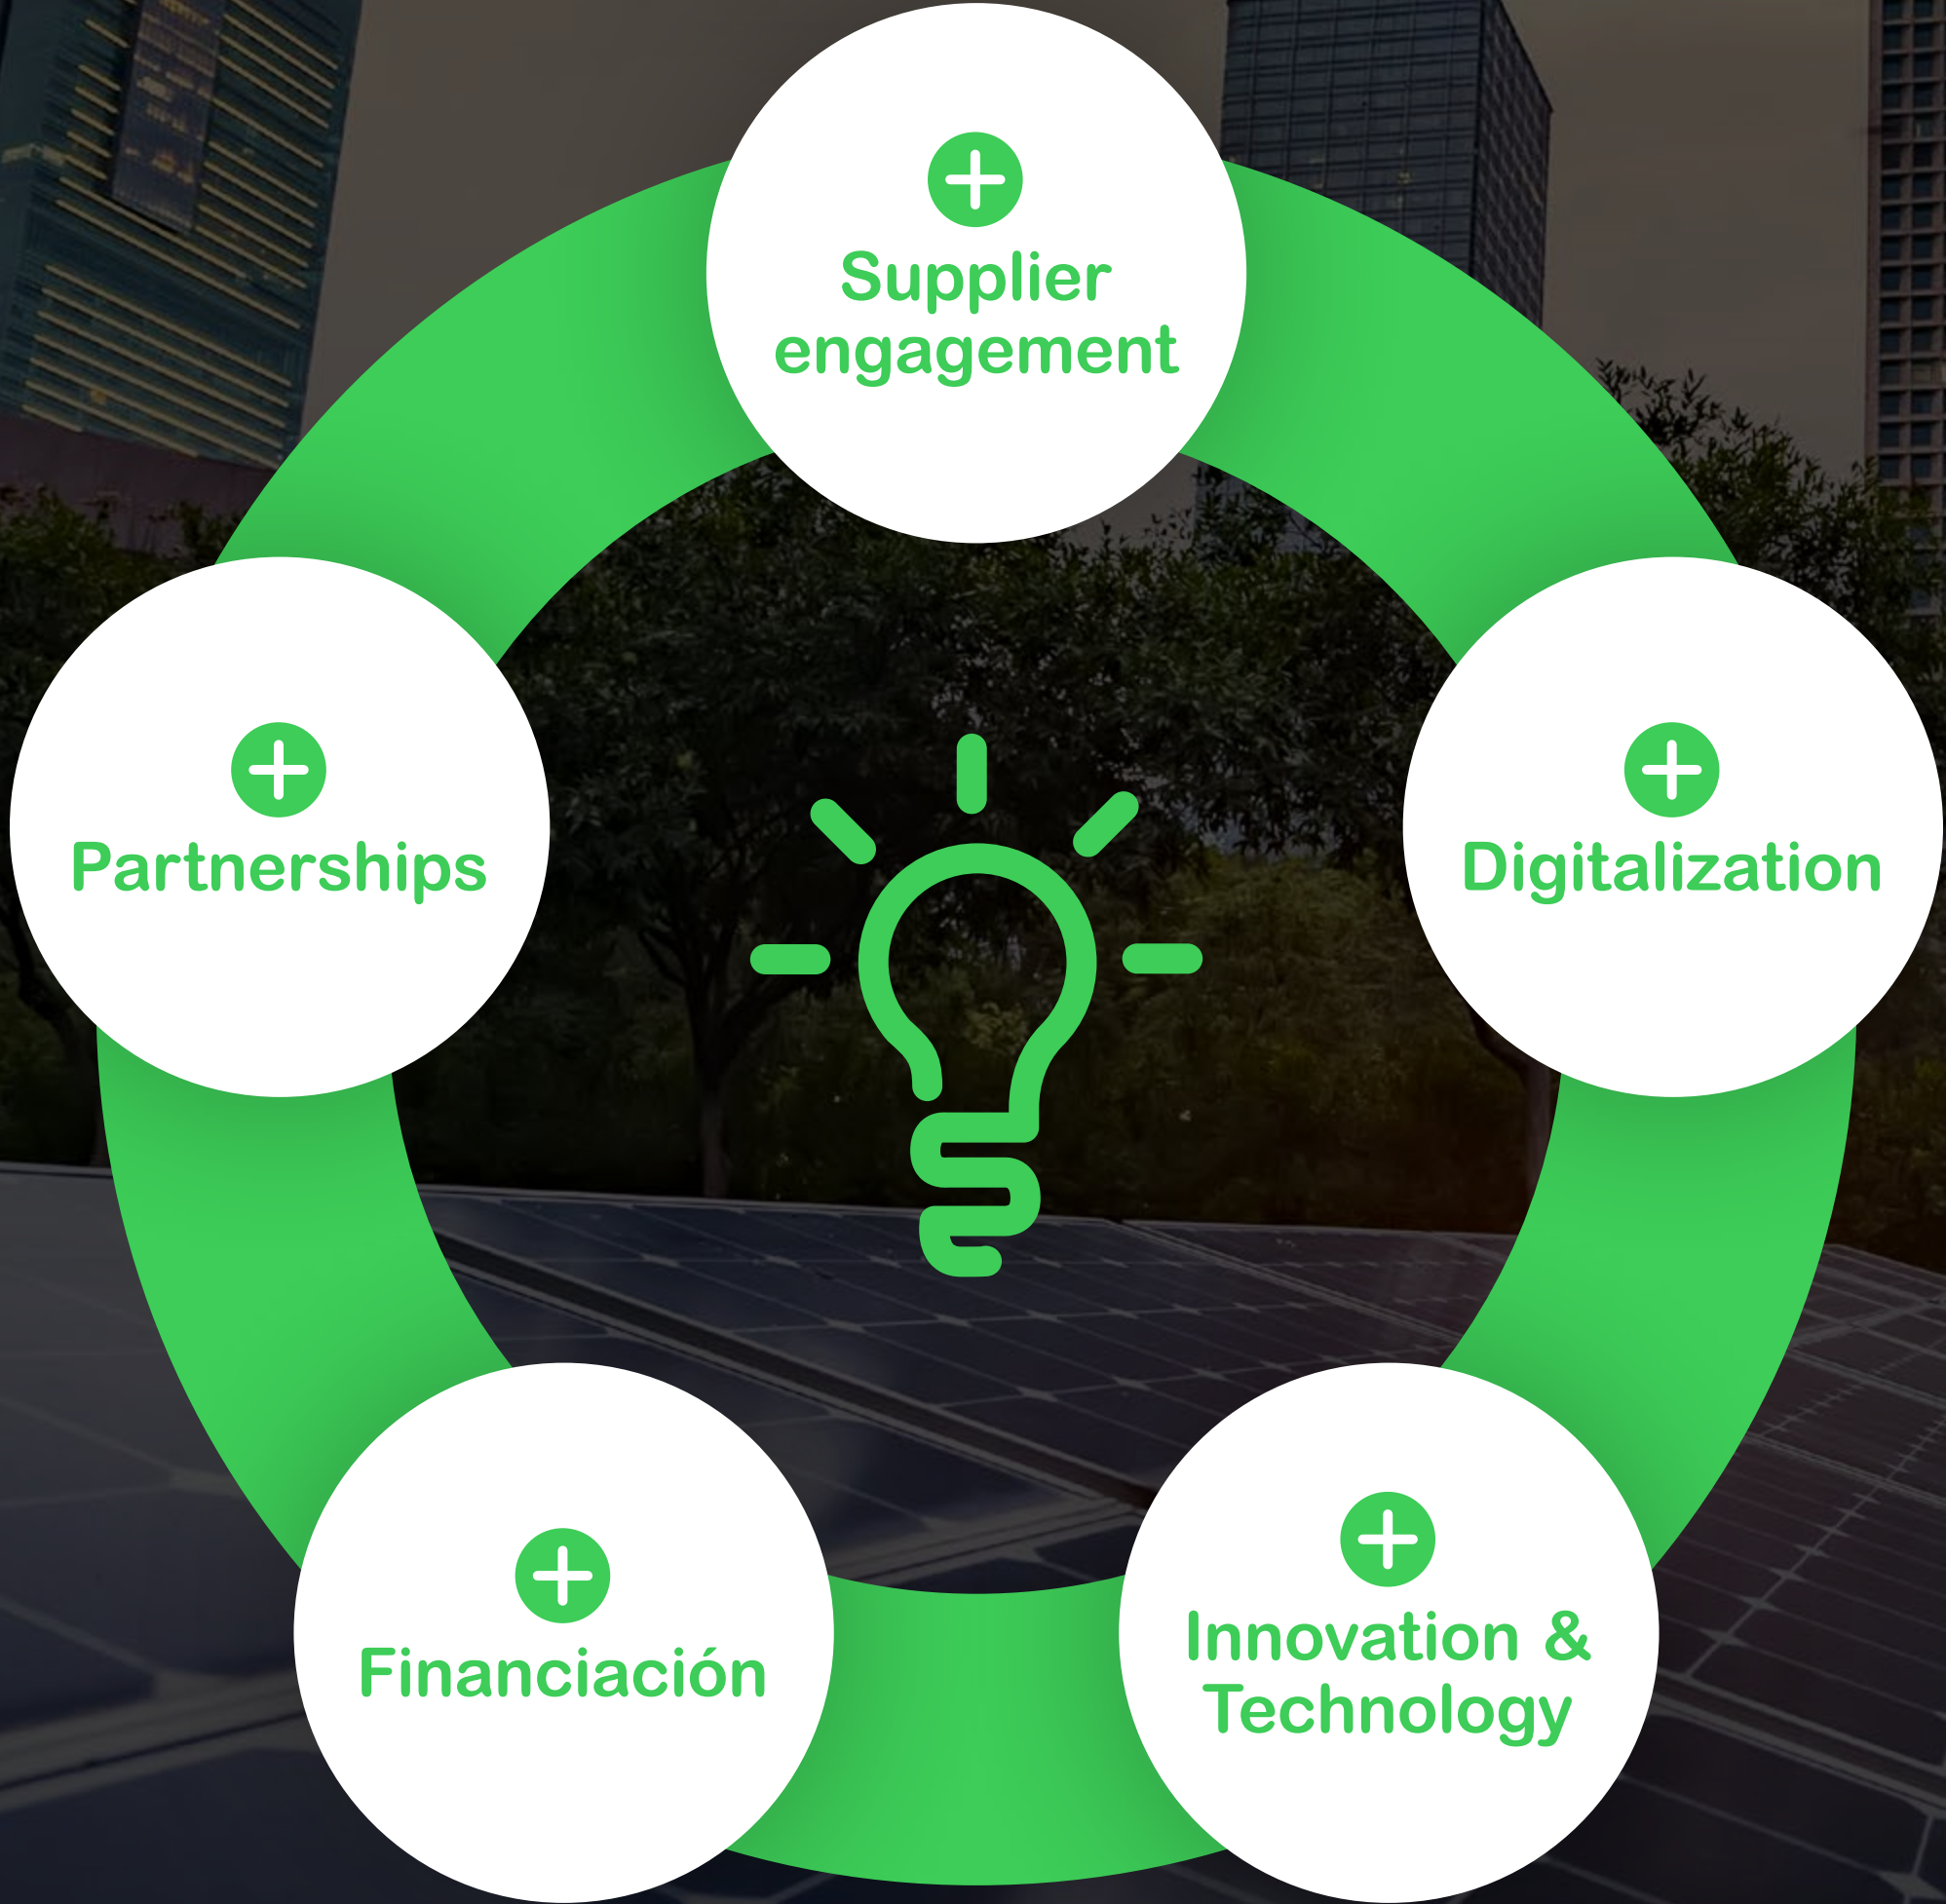 Supplier
engagement
Partnerships
Digitalization
Financiación
Innovation &
Technology